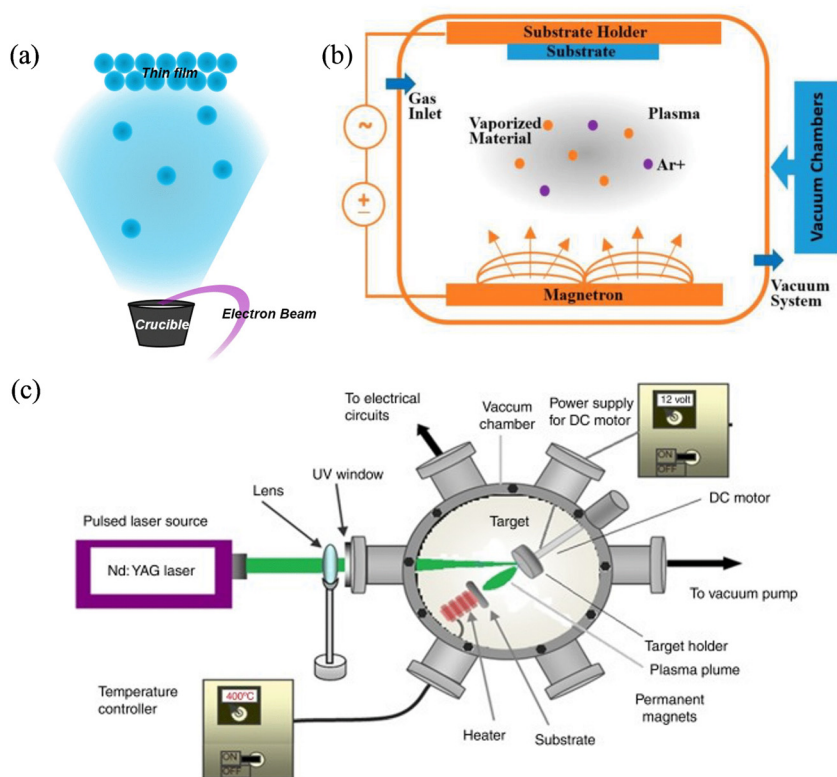 (a)
Thin film
Crucible
Electron Beam
(b)
Substrate Holder
Substrate
Gas
Inlet
Vaporized
Material
Plasma
Ar+
~
±
Magnetron
Vacuum Chambers
Vacuum
System
(c)
To electrical
circuits
Vaccum
chamber
Power supply
for DC motor
12 volt
ON
OFF
UV window
Lens
Pulsed laser source
Nd: YAG laser
Target
DC motor
To vacuum pump
Target holder
Plasma plume
Permanent
magnets
Temperature
controller
400°C
ON
OFF
Heater
Substrate